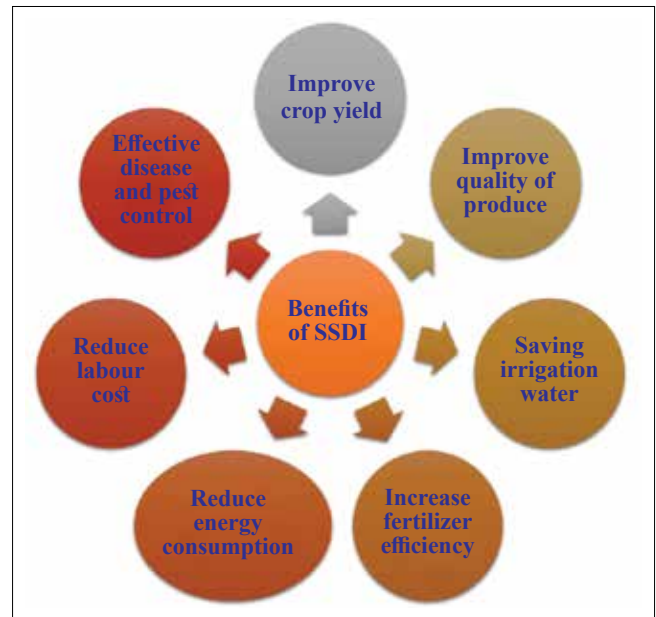 Improve
crop yield
Improve
quality of
produce
Saving
irrigation
water
Increase
fertilizer
efficiency
Reduce
energy
consumption
Reduce
labour
cost
Effective
disease
and pest
control
Benefits
of SSDI